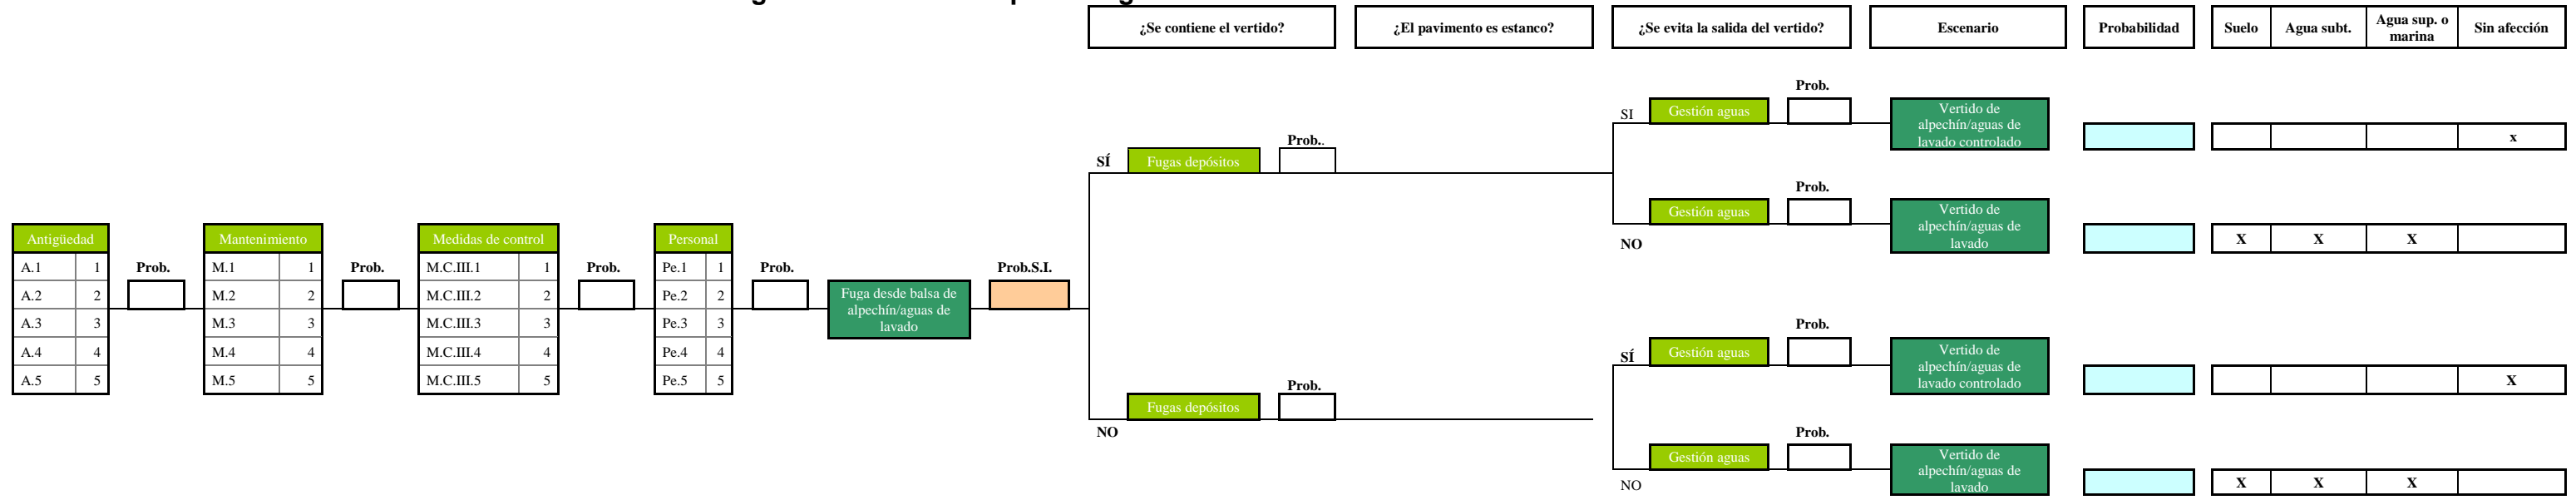 ¿Se contiene el vertido? ¿El pavimento es estanco? ¿Se evita la salida del vertido? Escenario Probabilidad Suelo Agua subt. Agua sup. o marina Sin afección
Prob.
SI Gestión aguas Vertido de
alpechín/aguas de
lavado controlado
x
Prob..
SÍ Fugas depósitos
Prob.
Gestión aguas Vertido de
alpechín/aguas de
lavado
NO
X X X
Antigüedad Mantenimiento Medidas de control Personal
A.1 1 Prob. M.1 1 Prob. M.C.III.1 1 Prob. Pe.1 1 Prob. Prob.S.I.
A.2 2 M.2 2 M.C.III.2 2 Pe.2 2
A.3 3 M.3 3 M.C.III.3 3 Pe.3 3
A.4 4 M.4 4 M.C.III.4 4 Pe.4 4
A.5 5 M.5 5 M.C.III.5 5 Pe.5 5
Fuga desde balsa de
alpechín/aguas de
lavado
Prob.
SÍ Gestión aguas Vertido de
alpechín/aguas de
lavado controlado
X
Prob.
Fugas depósitos
NO
Prob.
Gestión aguas Vertido de
alpechín/aguas de
lavado
NO
X X X